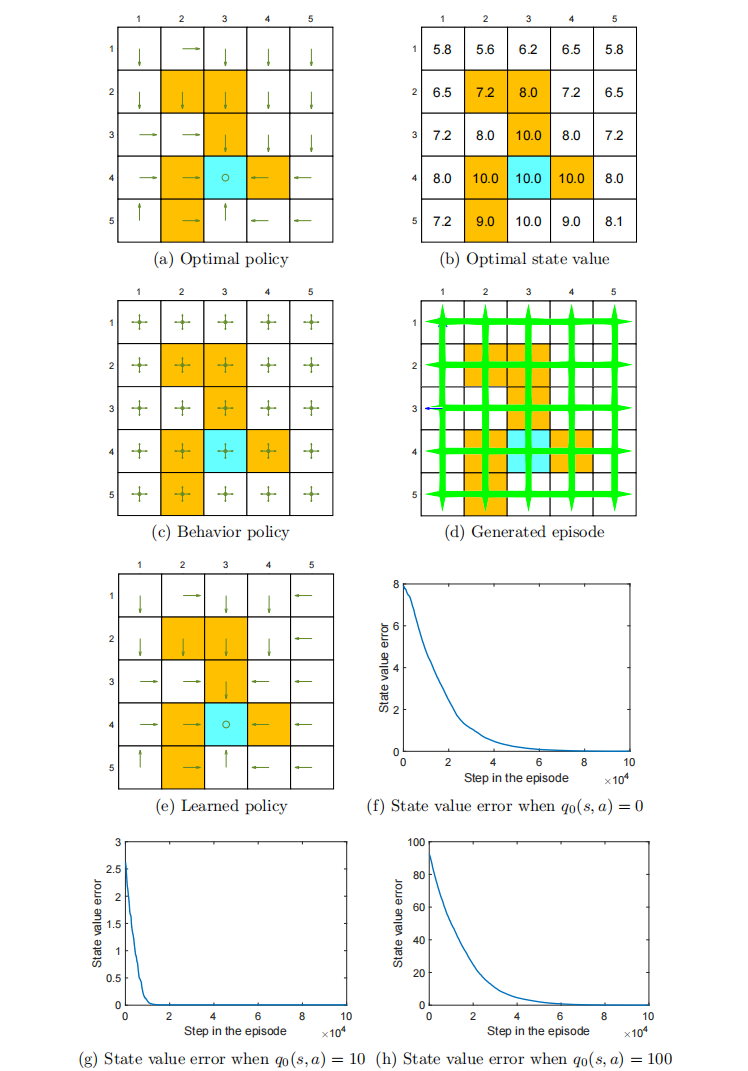 1 2 3 4 5
1 2 3 4 5
1
1 5.8 5.6 6.2 6.5 5.8
2
2 6.5 7.2 8.0 7.2 6.5
3
3 7.2 8.0 10.0 8.0 7.2
4
4 8.0 10.0 10.0 10.0 8.0
5
5 7.2 9.0 10.0 9.0 8.1
(a) Optimal policy
(b) Optimal state value
1 2 3 4 5
1 2 3 4 5
1
1
2
2
3
3
4
4
5
5
(c) Behavior policy
(d) Generated episode
1 2 3 4 5
1
2
3
4
5
(e) Learned policy
State value error
8
6
4
2
0
0 2 4 6 8 10
Step in the episode
×10⁴
(f) State value error when q₀(s, a) = 0
State value error
3
2.5
2
1.5
1
0.5
0
0 2 4 6 8 10
Step in the episode
×10⁴
(g) State value error when q₀(s, a) = 10
State value error
100
80
60
40
20
0
0 2 4 6 8 10
Step in the episode
×10⁴
(h) State value error when q₀(s, a) = 100